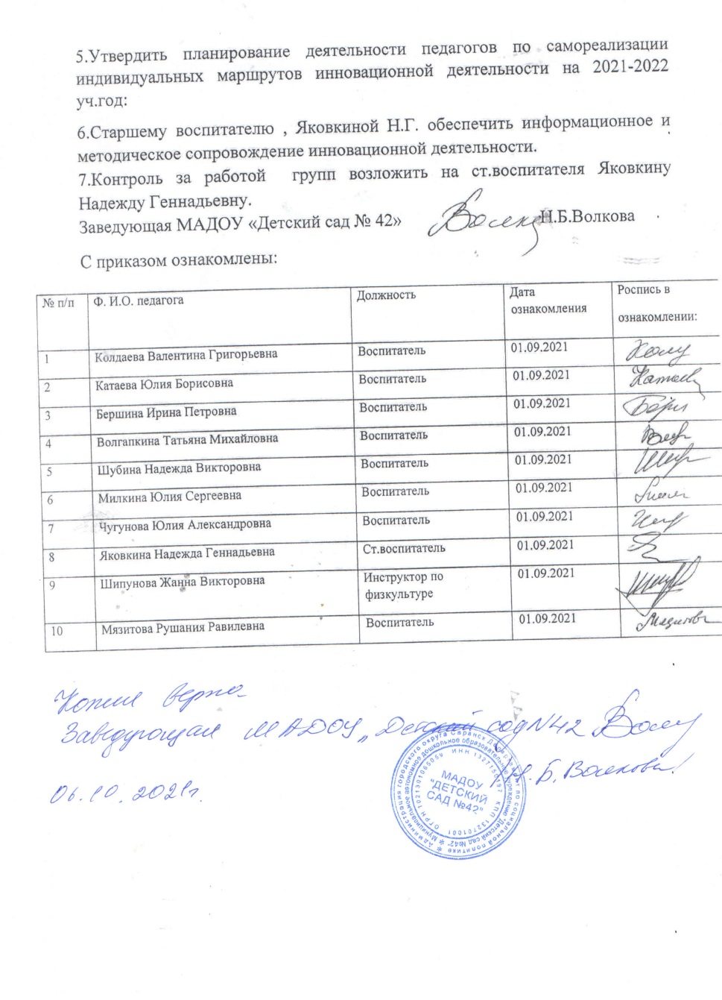 5.Утвердить планирование деятельности педагогов по самореализации
индивидуальных маршрутов инновационной деятельности на 2021-2022
уч.год:
6.Старшему воспитателю , Яковкиной Н.Г. обеспечить информационное и
методическое сопровождение инновационной деятельности.
7.Контроль за работой групп возложить на ст.воспитателя Яковкину
Надежду Геннадьевну.
Заведующая МАДОУ «Детский сад № 42» Н.Б.Волкова
С приказом ознакомлены:
№ п/п Ф. И.О. педагога Должность Дата ознакомления Роспись в ознакомлении:
1 Колдаева Валентина Григорьевна Воспитатель 01.09.2021
2 Катаева Юлия Борисовна Воспитатель 01.09.2021
3 Бершина Ирина Петровна Воспитатель 01.09.2021
4 Волгапкина Татьяна Михайловна Воспитатель 01.09.2021
5 Шубина Надежда Викторовна Воспитатель 01.09.2021
6 Милкина Юлия Сергеевна Воспитатель 01.09.2021
7 Чугунова Юлия Александровна Воспитатель 01.09.2021
8 Яковкина Надежда Геннадьевна Ст.воспитатель 01.09.2021
9 Шипунова Жанна Викторовна Инструктор по физкультуре 01.09.2021
10 Мязитова Рушания Равилевна Воспитатель 01.09.2021
Копия верна
Заведующая МАДОУ „Детский сад N42
Н.Б. Волкова
06.10.2021г.
МАДОУ
"ДЕТСКИЙ
САД №42"